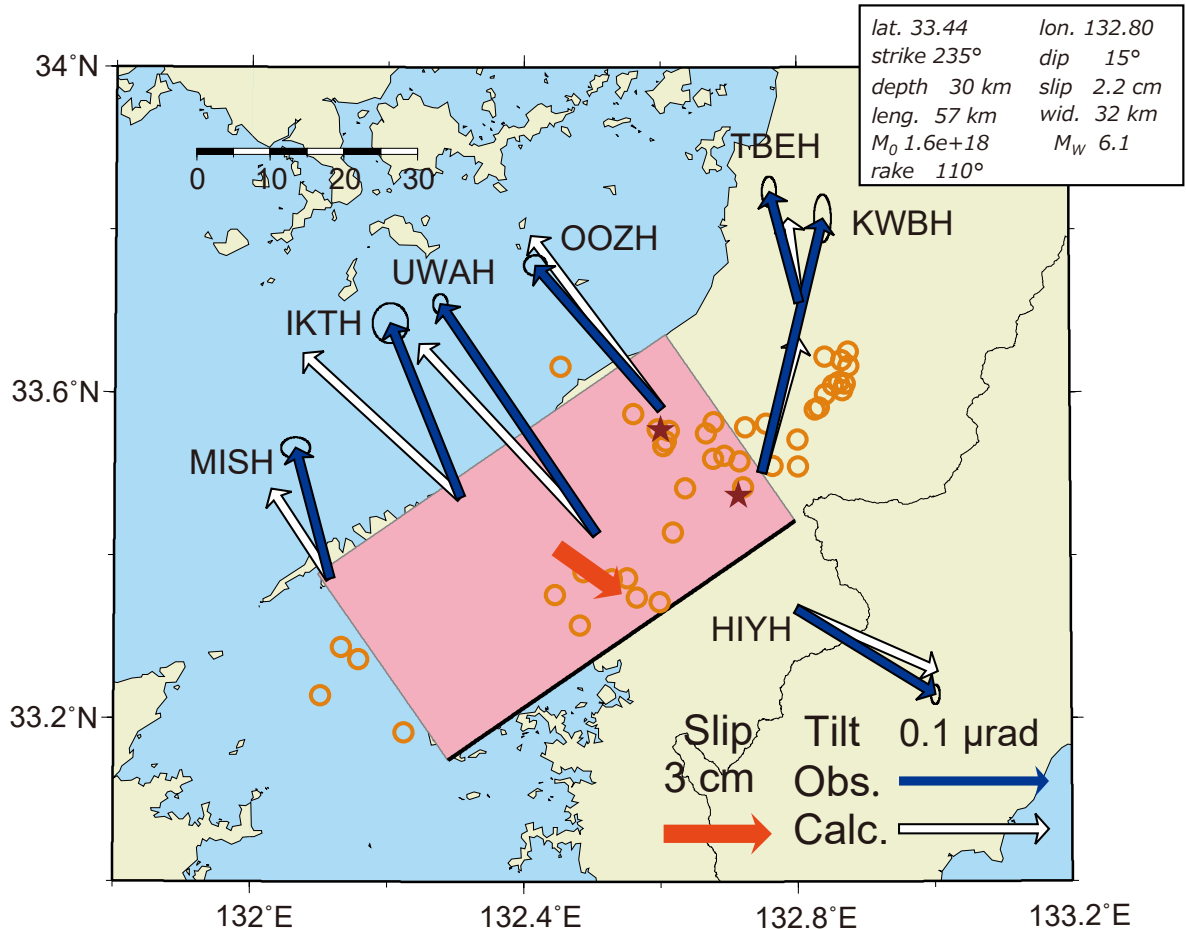 lat. 33.44 lon. 132.80
strike 235° dip 15°
depth 30 km slip 2.2 cm
leng. 57 km wid. 32 km
M₀ 1.6e+18 M_W 6.1
rake 110°
34˚N
TBEH
0 10 20 30
KWBH
OOZH
UWAH
IKTH
33.6˚N
MISH
HIYH
33.2˚N
Slip Tilt 0.1 μrad
3 cm Obs.
Calc.
132˚E 132.4˚E 132.8˚E 133.2˚E